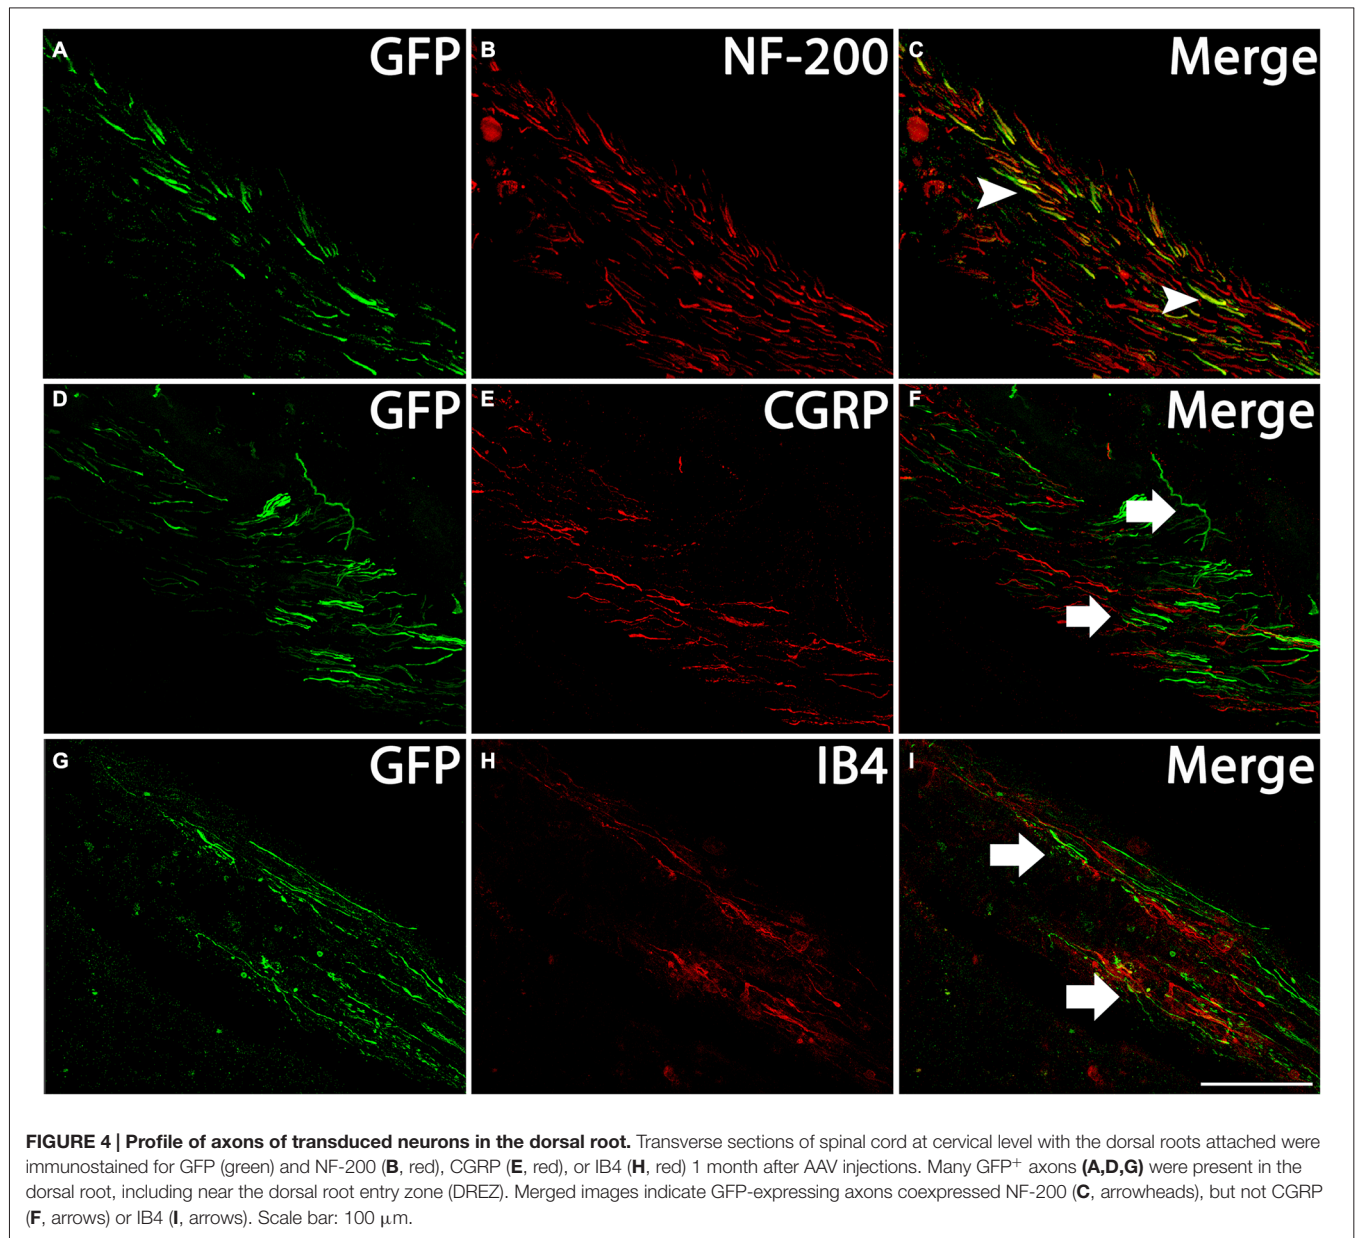 A GFP
B NF-200
C Merge
D GFP
E CGRP
F Merge
G GFP
H IB4
I Merge
FIGURE 4 | Profile of axons of transduced neurons in the dorsal root. Transverse sections of spinal cord at cervical level with the dorsal roots attached were
immunostained for GFP (green) and NF-200 (B, red), CGRP (E, red), or IB4 (H, red) 1 month after AAV injections. Many GFP⁺ axons (A,D,G) were present in the
dorsal root, including near the dorsal root entry zone (DREZ). Merged images indicate GFP-expressing axons coexpressed NF-200 (C, arrowheads), but not CGRP
(F, arrows) or IB4 (I, arrows). Scale bar: 100 μm.